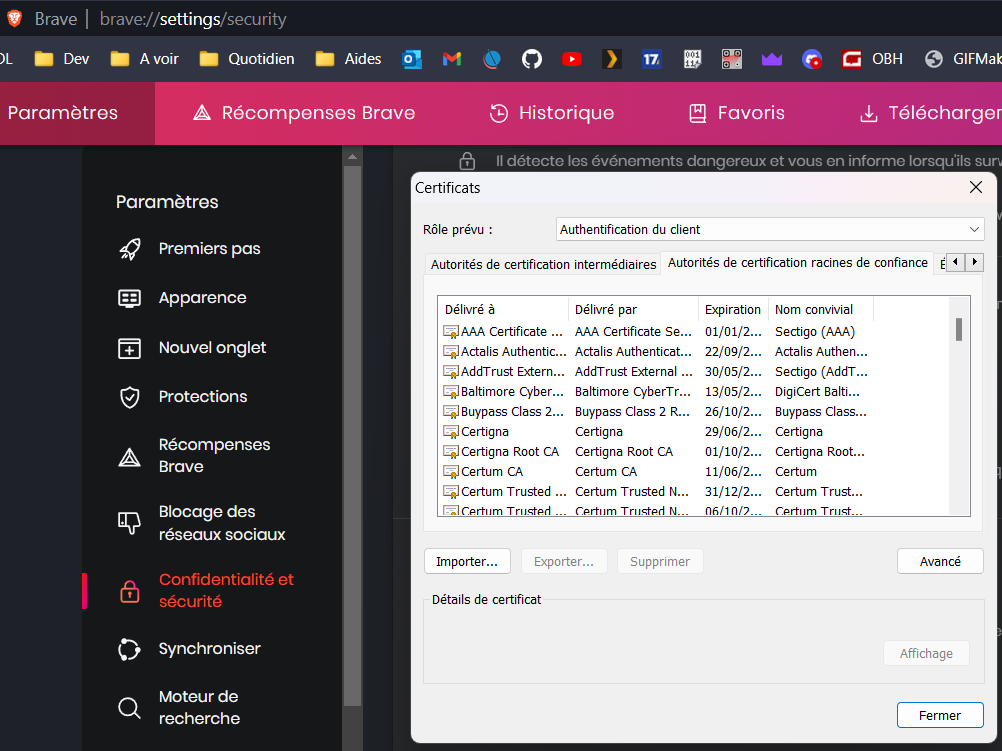 Brave | brave://settings/security
DL Dev A voir Quotidien Aides 17 OBH GIFMak
Paramètres Récompenses Brave Historique Favoris Télécharger
Il détecte les événements dangereux et vous en informe lorsqu'ils surv
Paramètres
Premiers pas
Apparence
Nouvel onglet
Protections
Récompenses
Brave
Blocage des
réseaux sociaux
Confidentialité et
sécurité
Synchroniser
Moteur de
recherche
Certificats
Rôle prévu : Authentification du client
Autorités de certification intermédiaires Autorités de certification racines de confiance
Délivré à Délivré par Expiration Nom convivial
AAA Certificate ... AAA Certificate Se... 01/01/2... Sectigo (AAA)
Actalis Authentic... Actalis Authenticat... 22/09/2... Actalis Authen...
AddTrust Extern... AddTrust External ... 30/05/2... Sectigo (AddT...
Baltimore Cyber... Baltimore CyberTr... 13/05/2... DigiCert Balti...
Buypass Class 2... Buypass Class 2 R... 26/10/2... Buypass Class...
Certigna Certigna 29/06/2... Certigna
Certigna Root CA Certigna Root CA 01/10/2... Certigna Root...
Certum CA Certum CA 11/06/2... Certum
Certum Trusted ... Certum Trusted N... 31/12/2... Certum Trust...
Certum Trusted ... Certum Trusted N... 06/10/2... Certum Trust...
Importer... Exporter... Supprimer Avancé
Détails de certificat
Affichage
Fermer